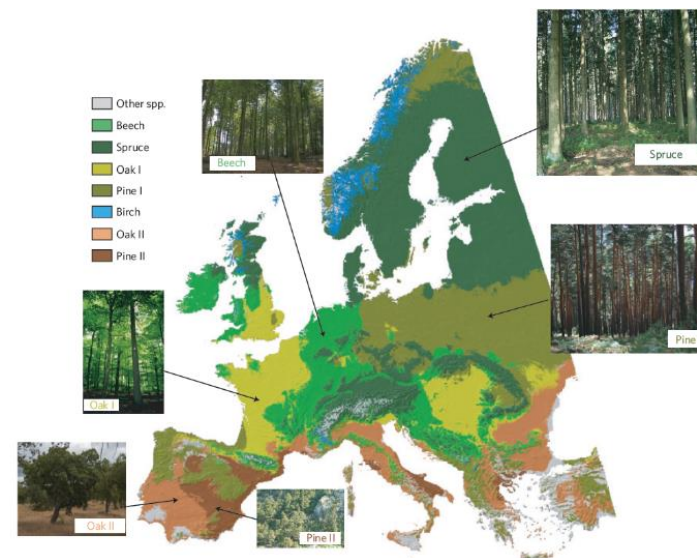 Other spp.
Beech
Spruce
Oak I
Pine I
Birch
Oak II
Pine II
Beech
Spruce
Pine
Oak I
Oak II
Pine II